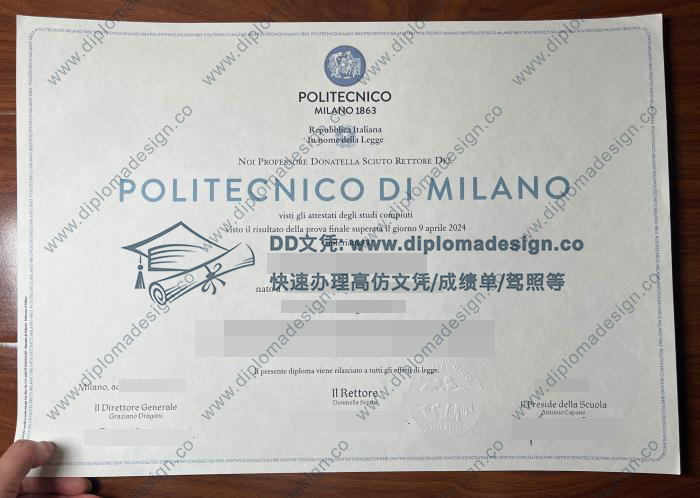 POLITECNICO
MILANO 1863
Repubblica Italiana
In nome della Legge
NOI PROFESSORE DONATELLA SCIUTO RETTORE DEL
POLITECNICO DI MILANO
visti gli attestati degli studi compiuti
visto il risultato della prova finale superata il giorno 9 aprile 2024
DD文凭: www.diplomadesign.co
快速办理高仿文凭/成绩单/驾照等
nato
Il presente diploma viene rilasciato a tutti gli effetti di legge.
Milano,
Il Direttore Generale
Graziano Dragoni
Il Rettore
Donatella Sciuto
Il Preside della Scuola
Antonio Capone
MILANO
www.diplomadesign.co